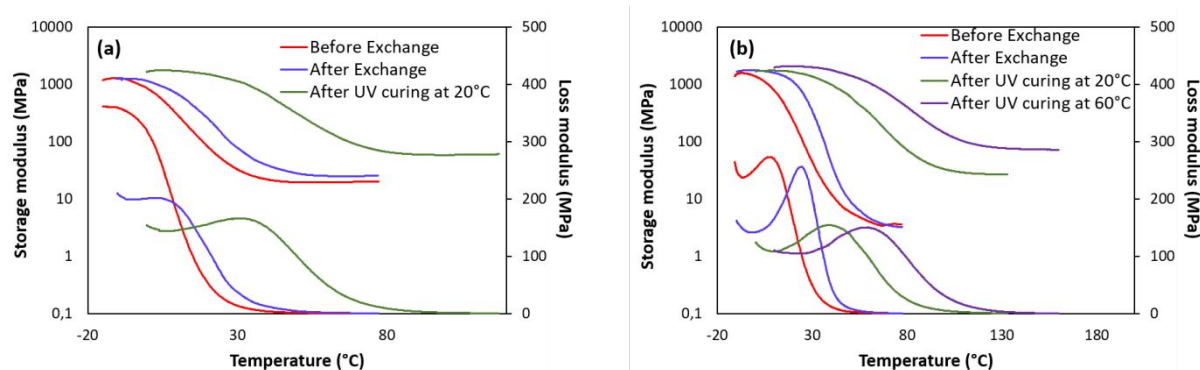 (a)
Storage modulus (MPa)
10000
1000
100
10
1
0,1
-20
30
80
Temperature (°C)
Before Exchange
After Exchange
After UV curing at 20°C
500
400
300
200
100
0
Loss modulus (MPa)
(b)
Storage modulus (MPa)
10000
1000
100
10
1
0,1
-20
30
80
130
180
Temperature (°C)
Before Exchange
After Exchange
After UV curing at 20°C
After UV curing at 60°C
500
400
300
200
100
0
Loss modulus
(MPa)